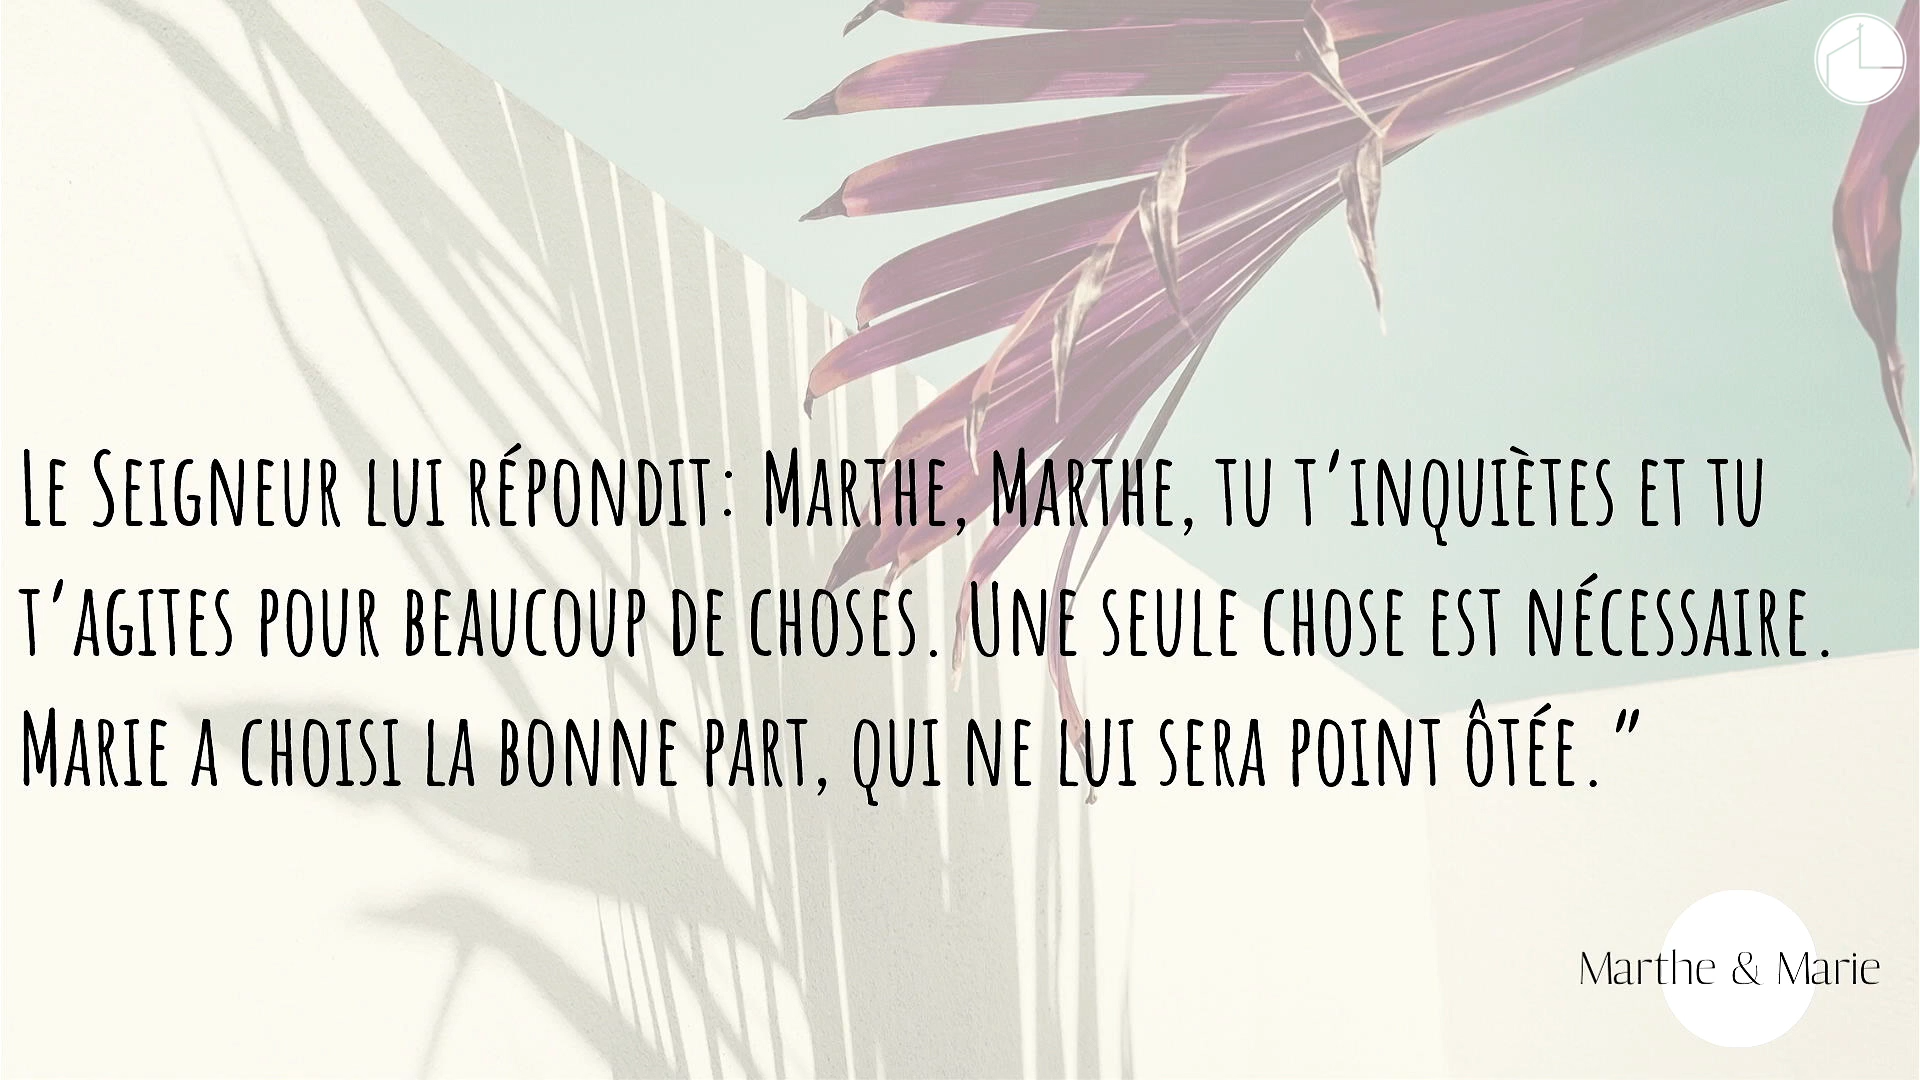 Le Seigneur lui répondit: Marthe, Marthe, tu t’inquiètes et tu
t’agites pour beaucoup de choses. Une seule chose est nécessaire.
Marie a choisi la bonne part, qui ne lui sera point ôtée.”
Marthe & Marie